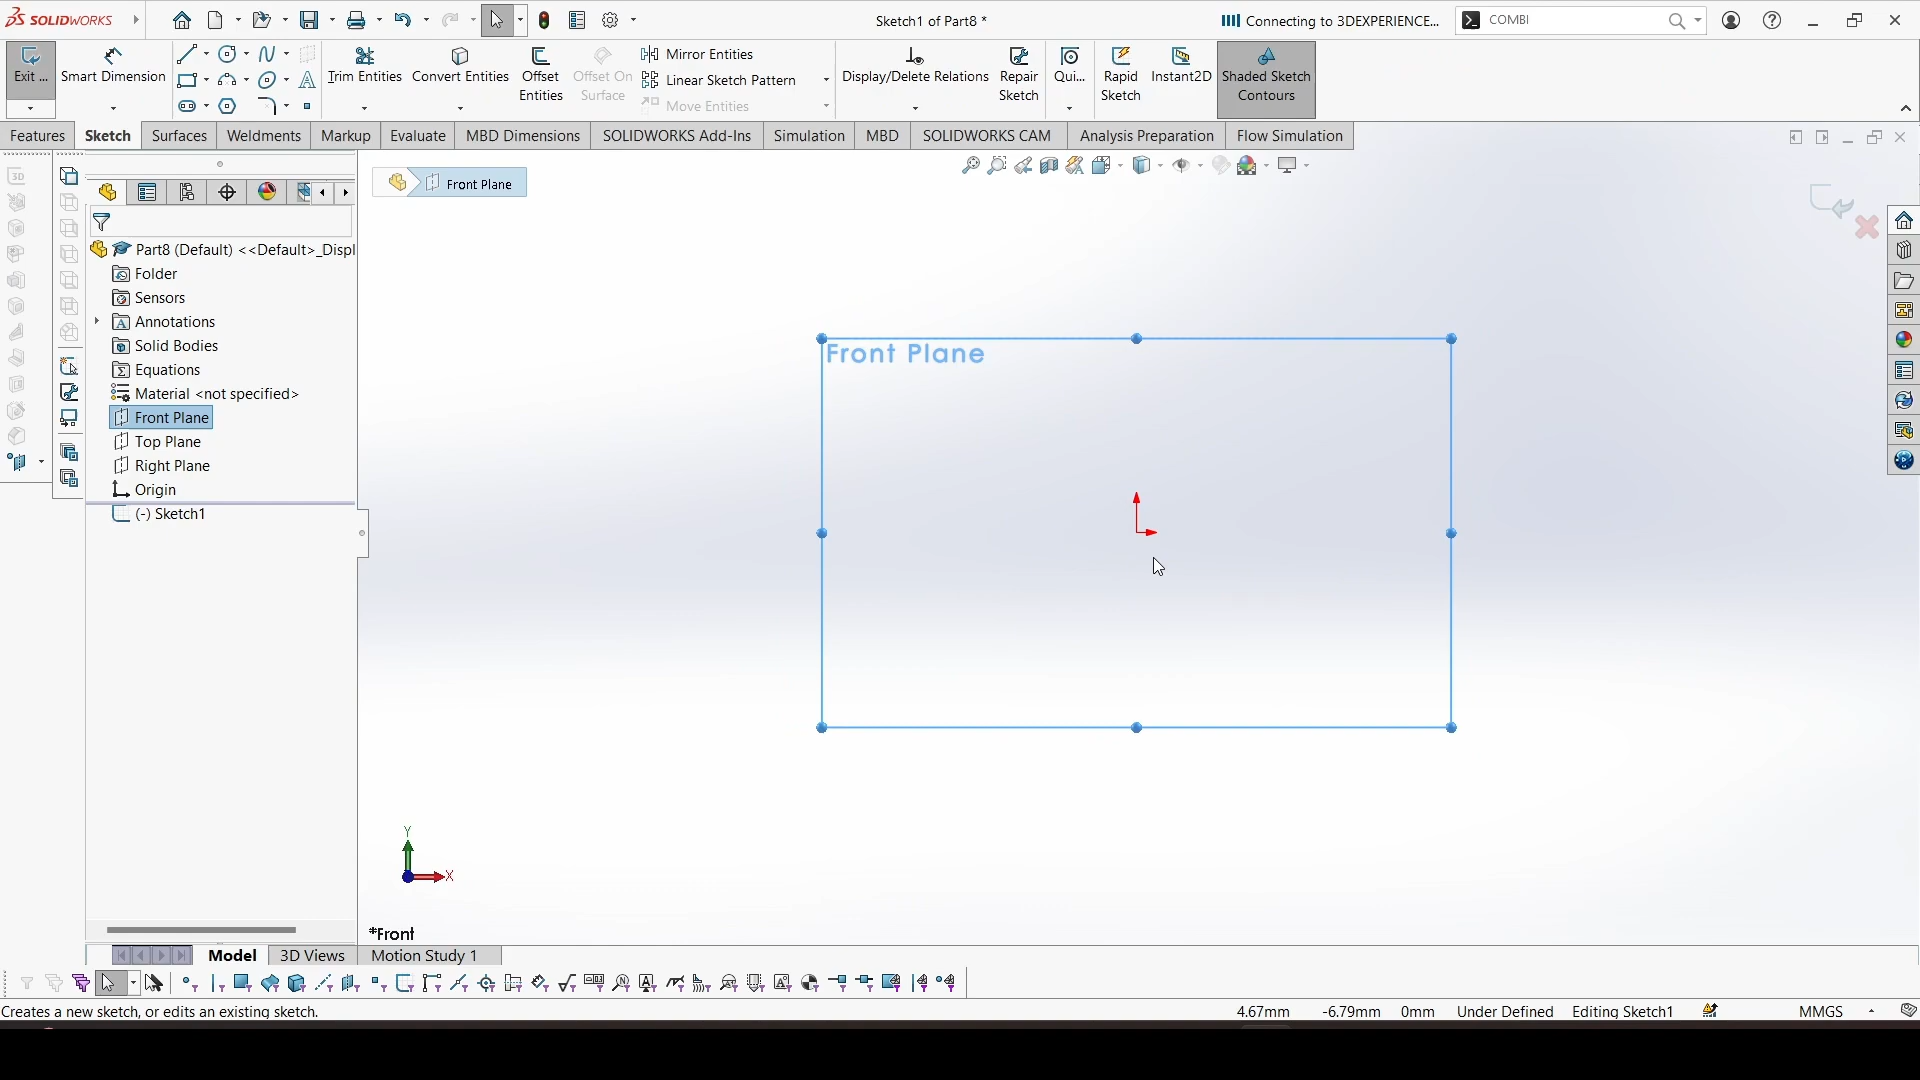 SOLIDWORKS
Sketch1 of Part8 *
Connecting to 3DEXPERIENCE...
COMBI
Exit ...
Smart Dimension
Trim Entities
Convert Entities
Offset Entities
Offset On Surface
Mirror Entities
Linear Sketch Pattern
Move Entities
Display/Delete Relations
Repair Sketch
Qui...
Rapid Sketch
Instant2D
Shaded Sketch Contours
Features
Sketch
Surfaces
Weldments
Markup
Evaluate
MBD Dimensions
SOLIDWORKS Add-Ins
Simulation
MBD
SOLIDWORKS CAM
Analysis Preparation
Flow Simulation
Front Plane
Part8 (Default) <<Default>_Displ
Folder
Sensors
Annotations
Solid Bodies
Equations
Material <not specified>
Front Plane
Top Plane
Right Plane
Origin
(-) Sketch1
Front Plane
Y
X
*Front
Model
3D Views
Motion Study 1
Creates a new sketch, or edits an existing sketch.
4.67mm
-6.79mm
0mm
Under Defined
Editing Sketch1
MMGS